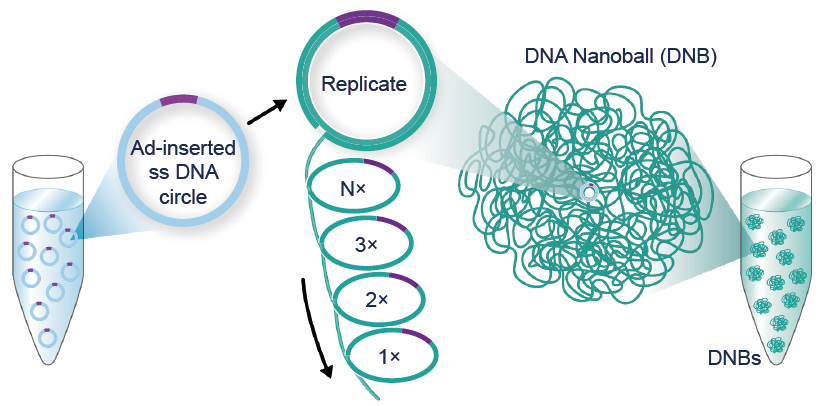 Ad-inserted
ss DNA
circle
Replicate
N×
3×
2×
1×
DNA Nanoball (DNB)
DNBs